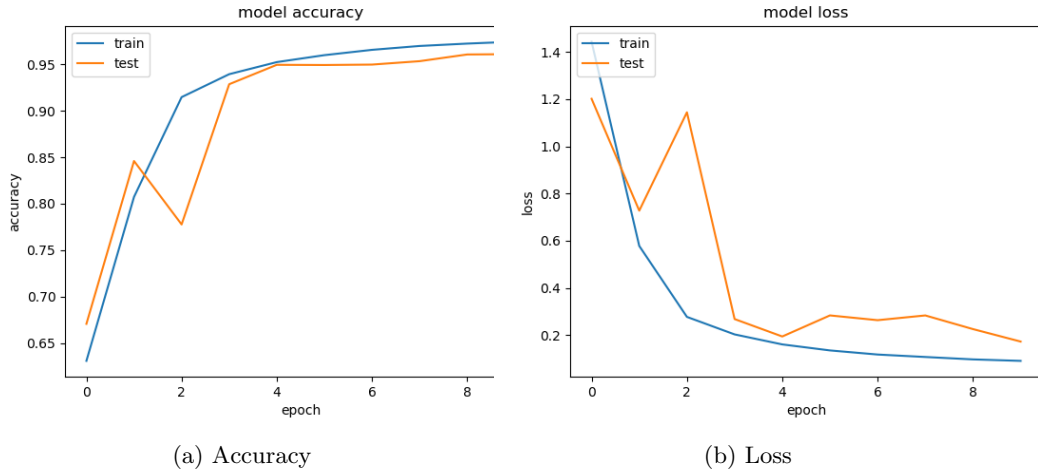 model accuracy
train
test
0.95
0.90
0.85
0.80
0.75
0.70
0.65
accuracy
0 2 4 6 8
epoch
(a) Accuracy
model loss
train
test
1.4
1.2
1.0
0.8
0.6
0.4
0.2
loss
0 2 4 6 8
epoch
(b) Loss